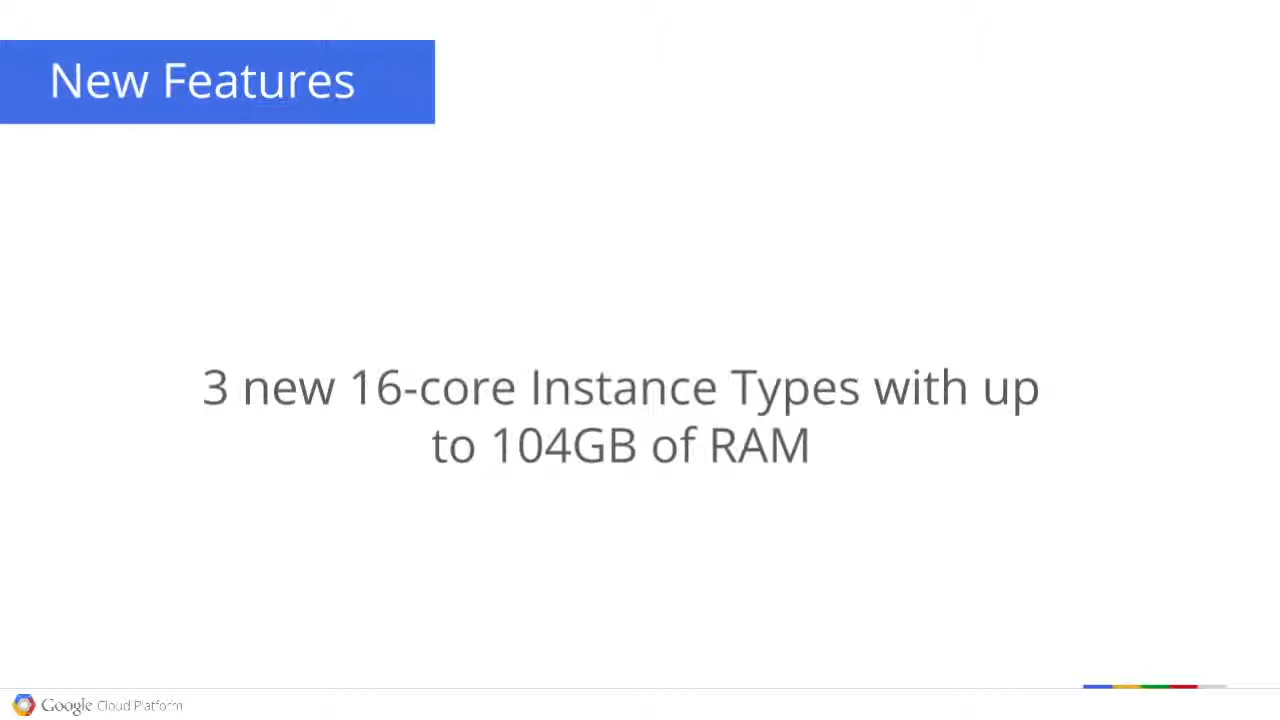 New Features
3 new 16-core Instance Types with up
to 104GB of RAM
Google Cloud Platform